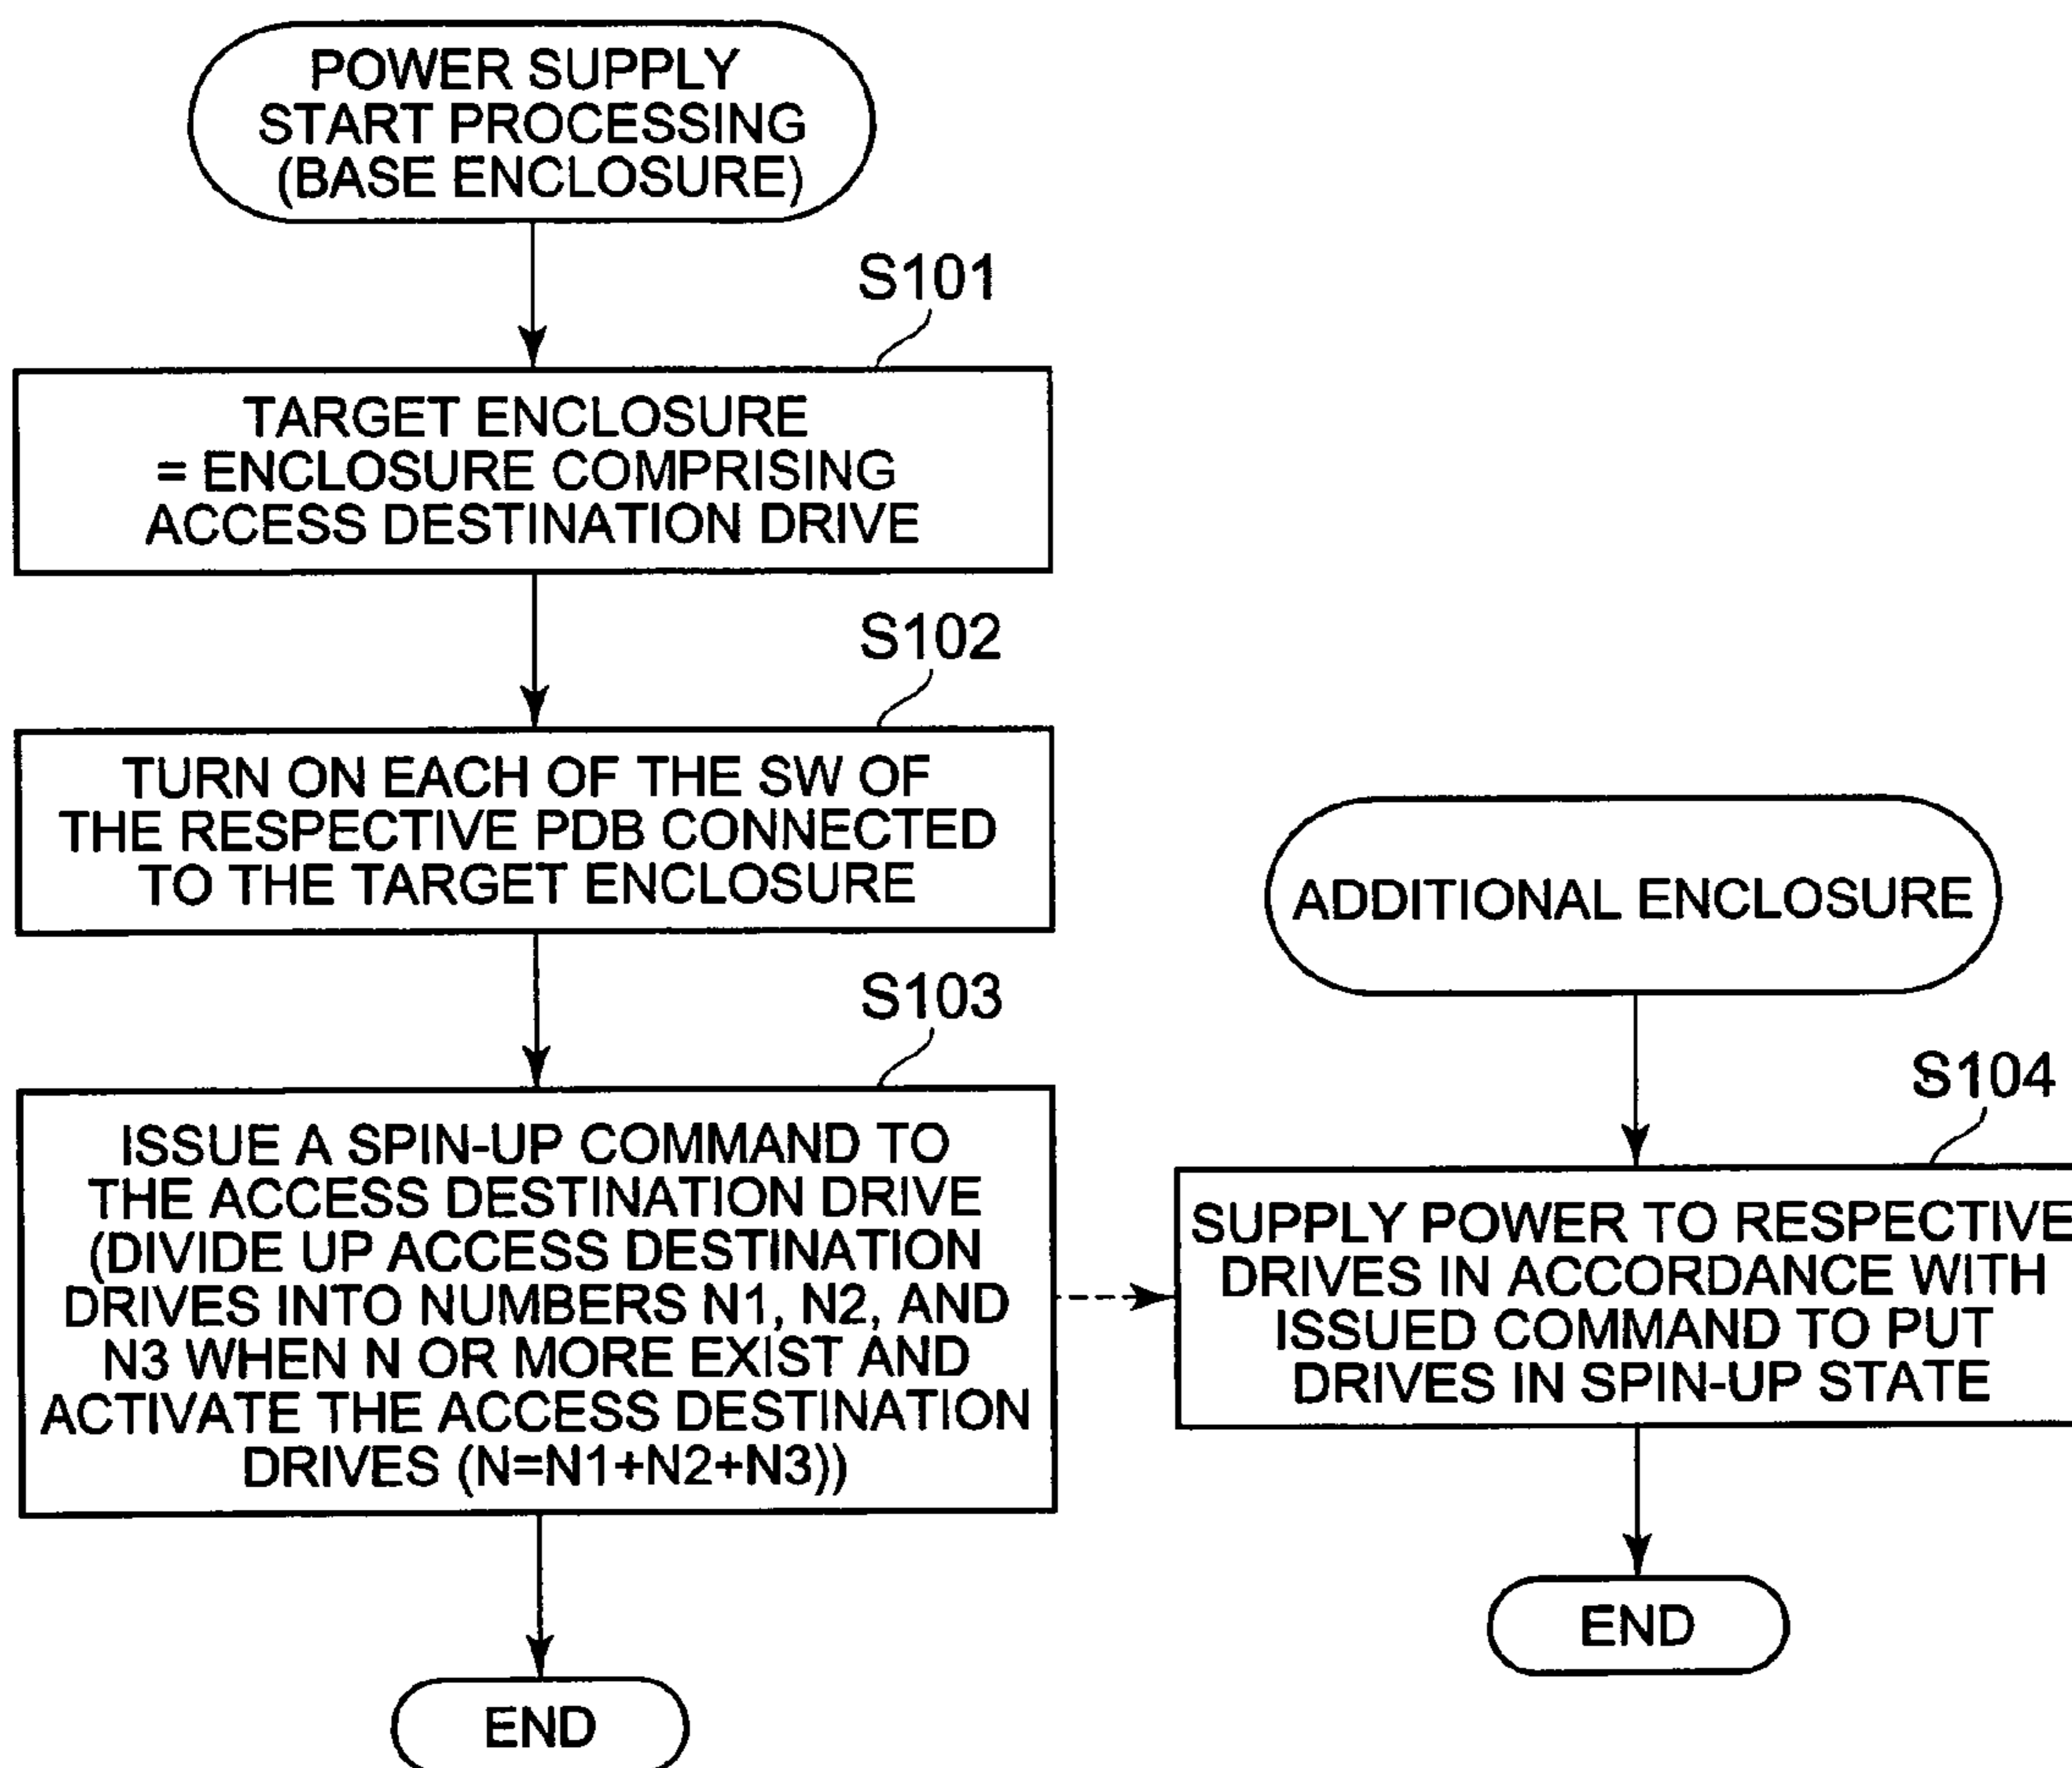 POWER SUPPLY
START PROCESSING
(BASE ENCLOSURE)
S101
TARGET ENCLOSURE
= ENCLOSURE COMPRISING
ACCESS DESTINATION DRIVE
S102
TURN ON EACH OF THE SW OF
THE RESPECTIVE PDB CONNECTED
TO THE TARGET ENCLOSURE
S103
ISSUE A SPIN-UP COMMAND TO
THE ACCESS DESTINATION DRIVE
(DIVIDE UP ACCESS DESTINATION
DRIVES INTO NUMBERS N1, N2, AND
N3 WHEN N OR MORE EXIST AND
ACTIVATE THE ACCESS DESTINATION
DRIVES (N=N1+N2+N3))
END
ADDITIONAL ENCLOSURE
S104
SUPPLY POWER TO RESPECTIVE
DRIVES IN ACCORDANCE WITH
ISSUED COMMAND TO PUT
DRIVES IN SPIN-UP STATE
END